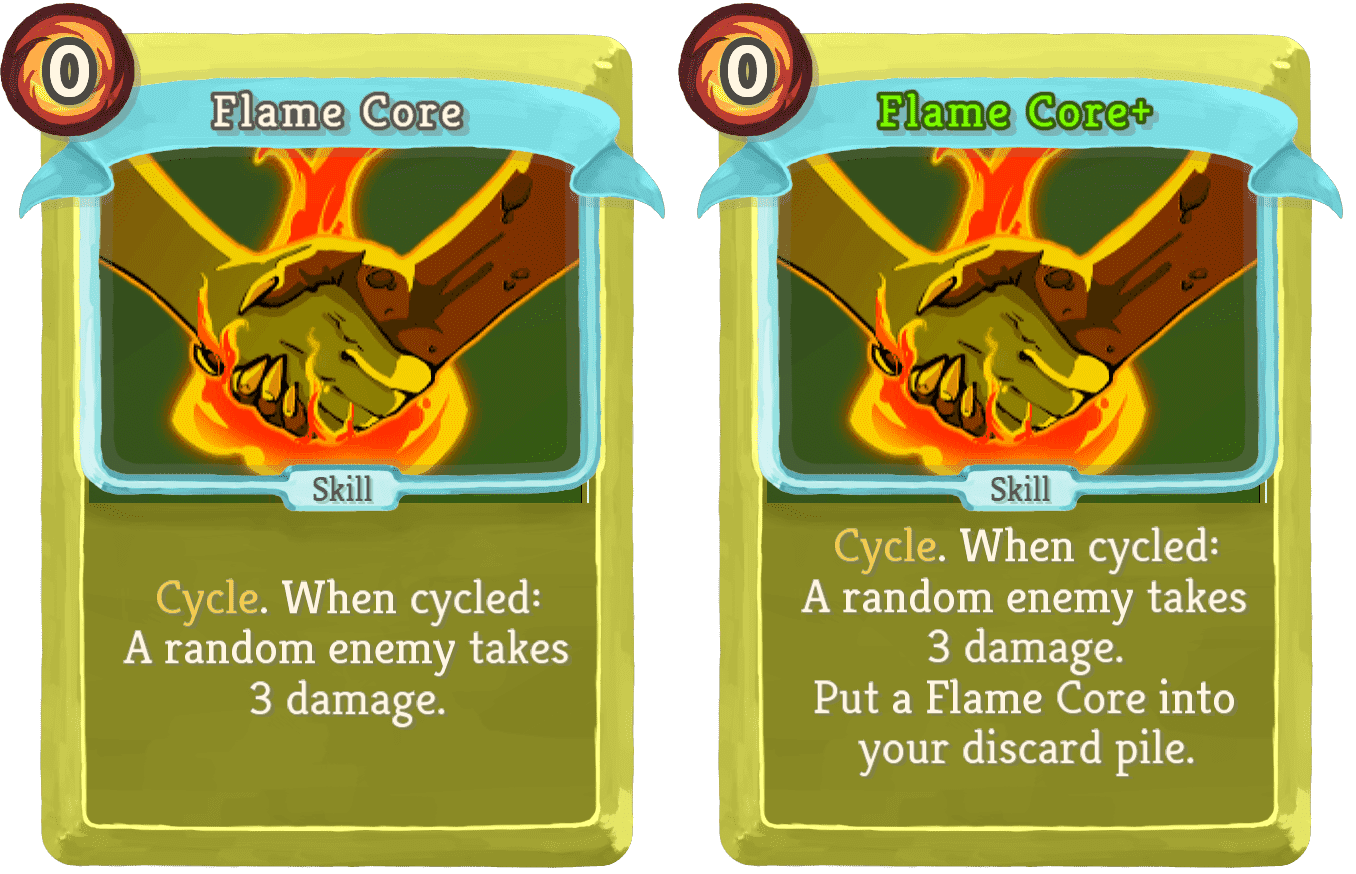 0
Flame Core
Skill
Cycle. When cycled:
A random enemy takes
3 damage.
0
Flame Core+
Skill
Cycle. When cycled:
A random enemy takes
3 damage.
Put a Flame Core into
your discard pile.